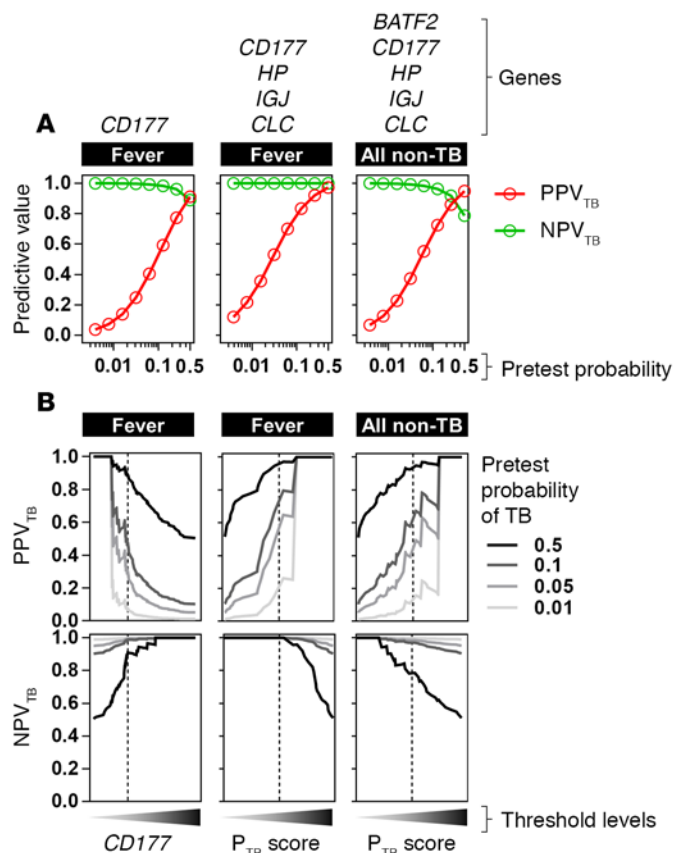 BATF2
CD177
CD177
HP
HP
IGJ
IGJ
CD177
CLC
CLC
Genes
A
Fever
Fever
All non-TB
Predictive value
1.0
0.8
0.6
0.4
0.2
0.0
PPVTB
NPVTB
0.01
0.1
0.5
0.01
0.1
0.5
0.01
0.1
0.5
Pretest probability
B
Fever
Fever
All non-TB
PPVTB
1.0
0.8
0.6
0.4
0.2
0.0
Pretest
probability
of TB
0.5
0.1
0.05
0.01
NPVTB
1.0
0.8
0.6
0.4
0.2
0.0
Threshold levels
CD177
PTB score
PTB score